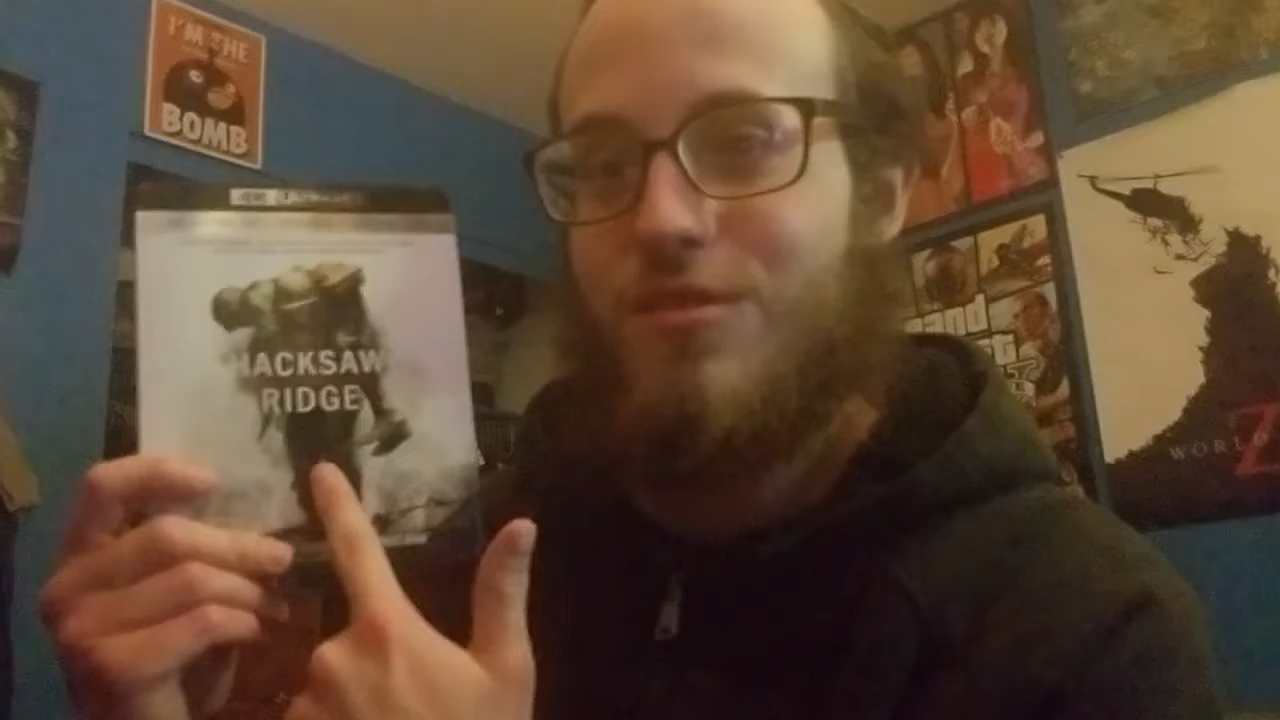 I'M THE
BOMB
4K ULTRA HD
HACKSAW
RIDGE
WORLD
Z